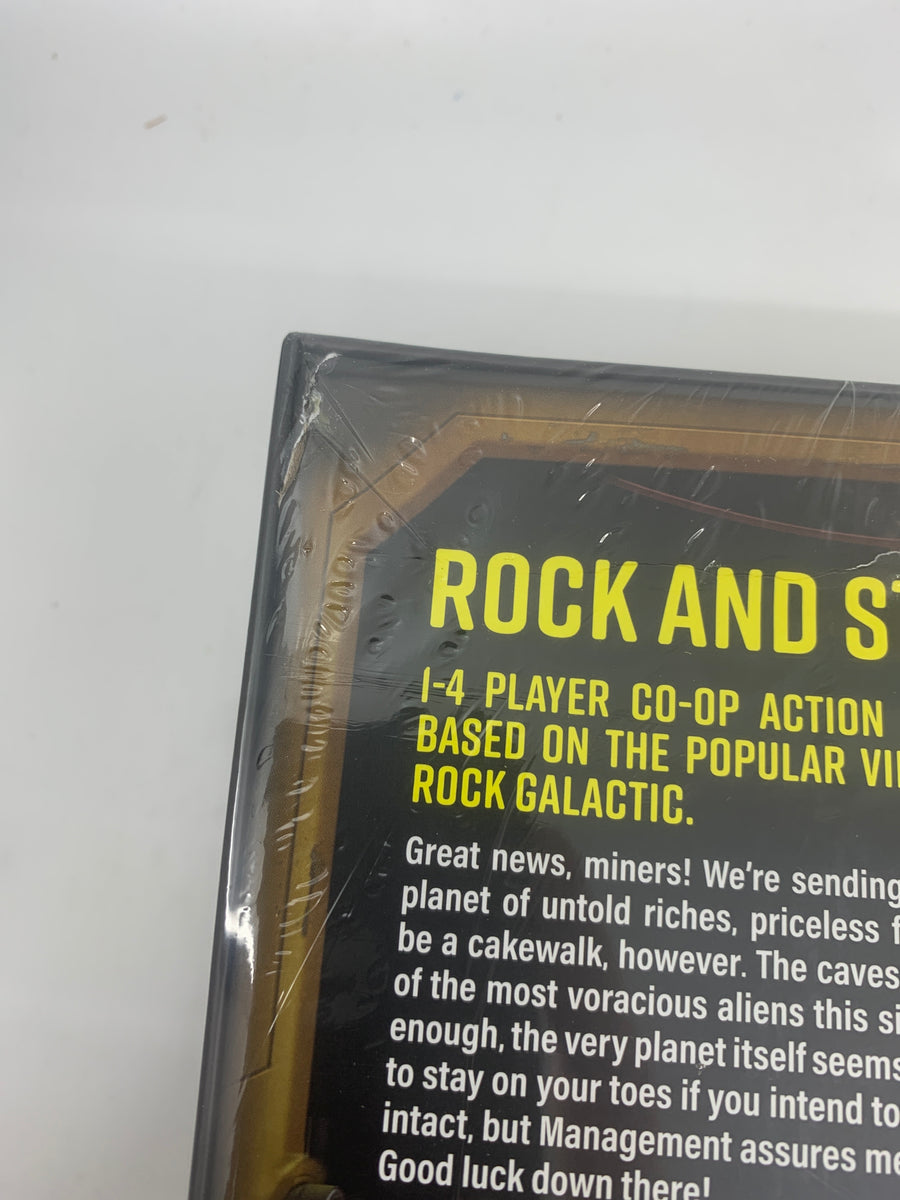 ROCK AND
1-4 PLAYER CO-OP ACTION
BASED ON THE POPULAR
ROCK GALACTIC.
Great news, miners! We're sending
planet of untold riches, priceless
be a cakewalk, however. The caves
of the most voracious aliens this
enough, the very planet itself seems
to stay on your toes if you intend to
intact, but Management assures me
Good luck down there!